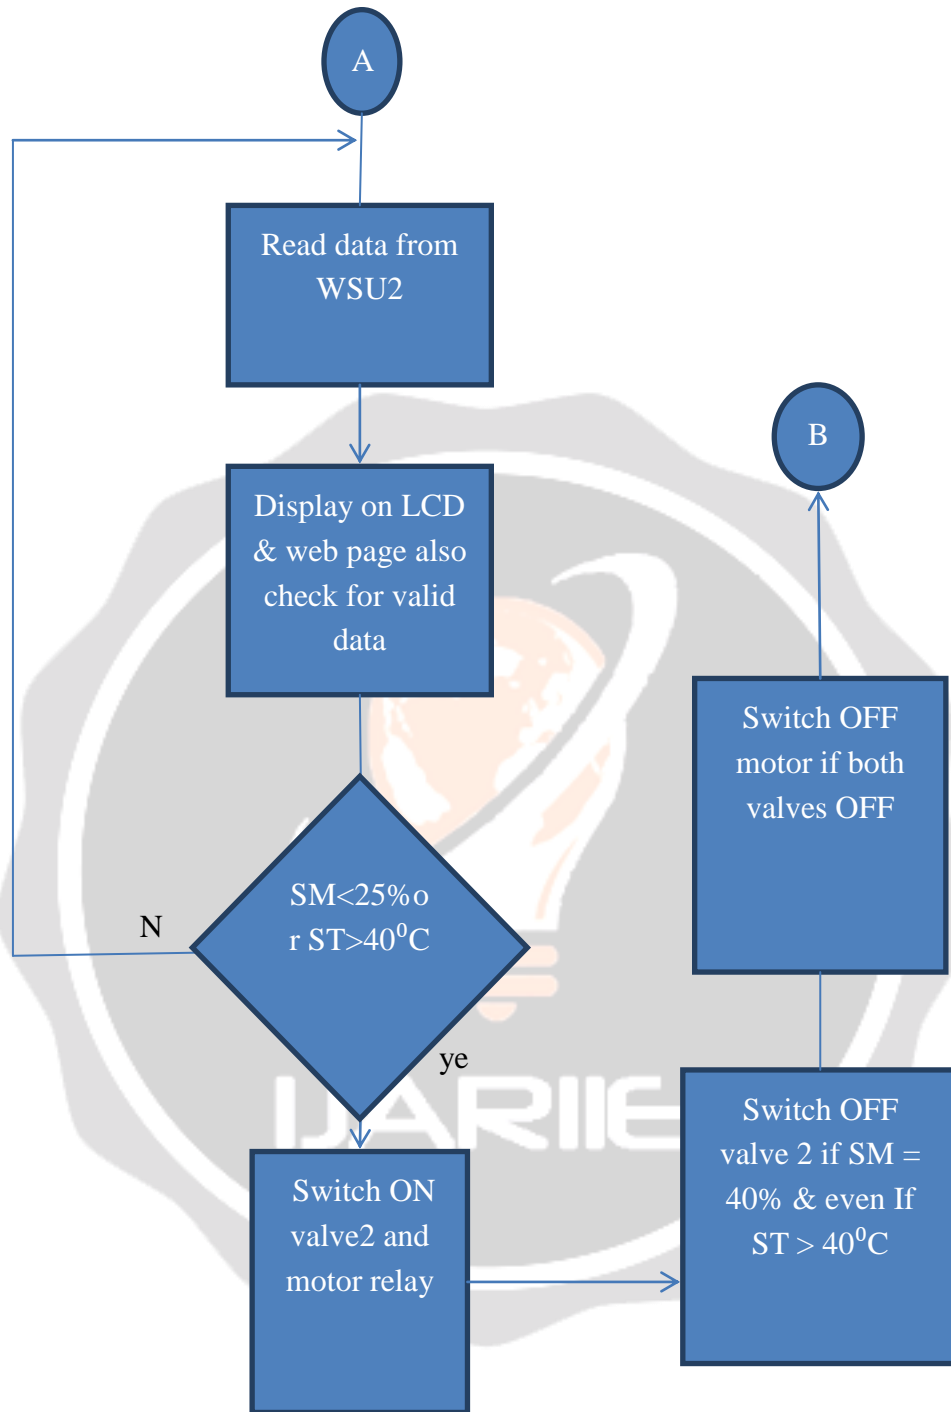 A
Read data from
WSU2
Display on LCD
& web page also
check for valid
data
SM<25%o
r ST>40⁰C
N
ye
Switch ON
valve2 and
motor relay
Switch OFF
valve 2 if SM =
40% & even If
ST > 40⁰C
Switch OFF
motor if both
valves OFF
B
IJARIIE